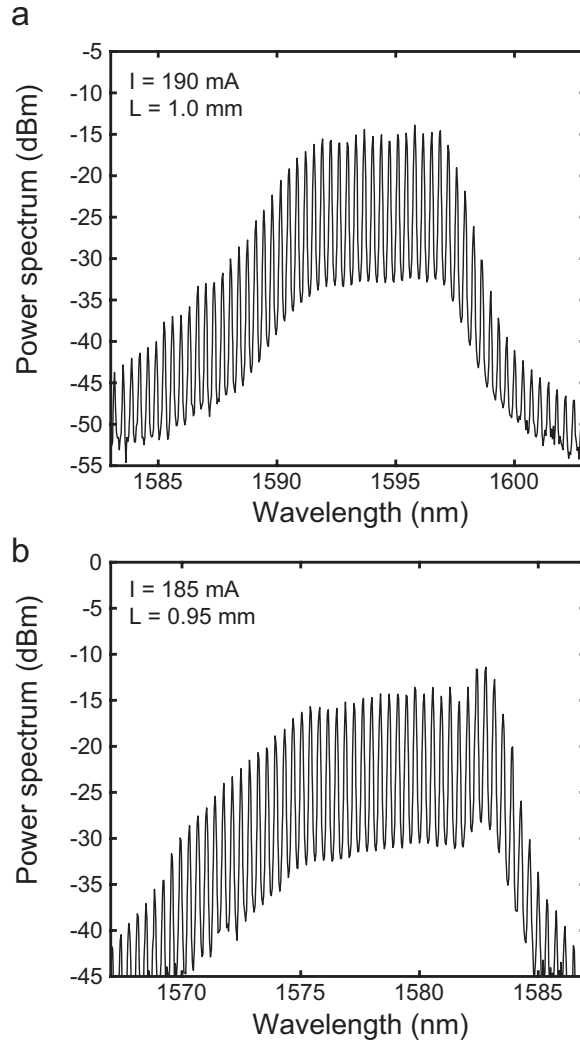 a
-5
-10
-15
-20
-25
-30
-35
-40
-45
-50
-55
I = 190 mA
L = 1.0 mm
Power spectrum (dBm)
1585 1590 1595 1600
Wavelength (nm)
b
0
-5
-10
-15
-20
-25
-30
-35
-40
-45
I = 185 mA
L = 0.95 mm
Power spectrum (dBm)
1570 1575 1580 1585
Wavelength (nm)